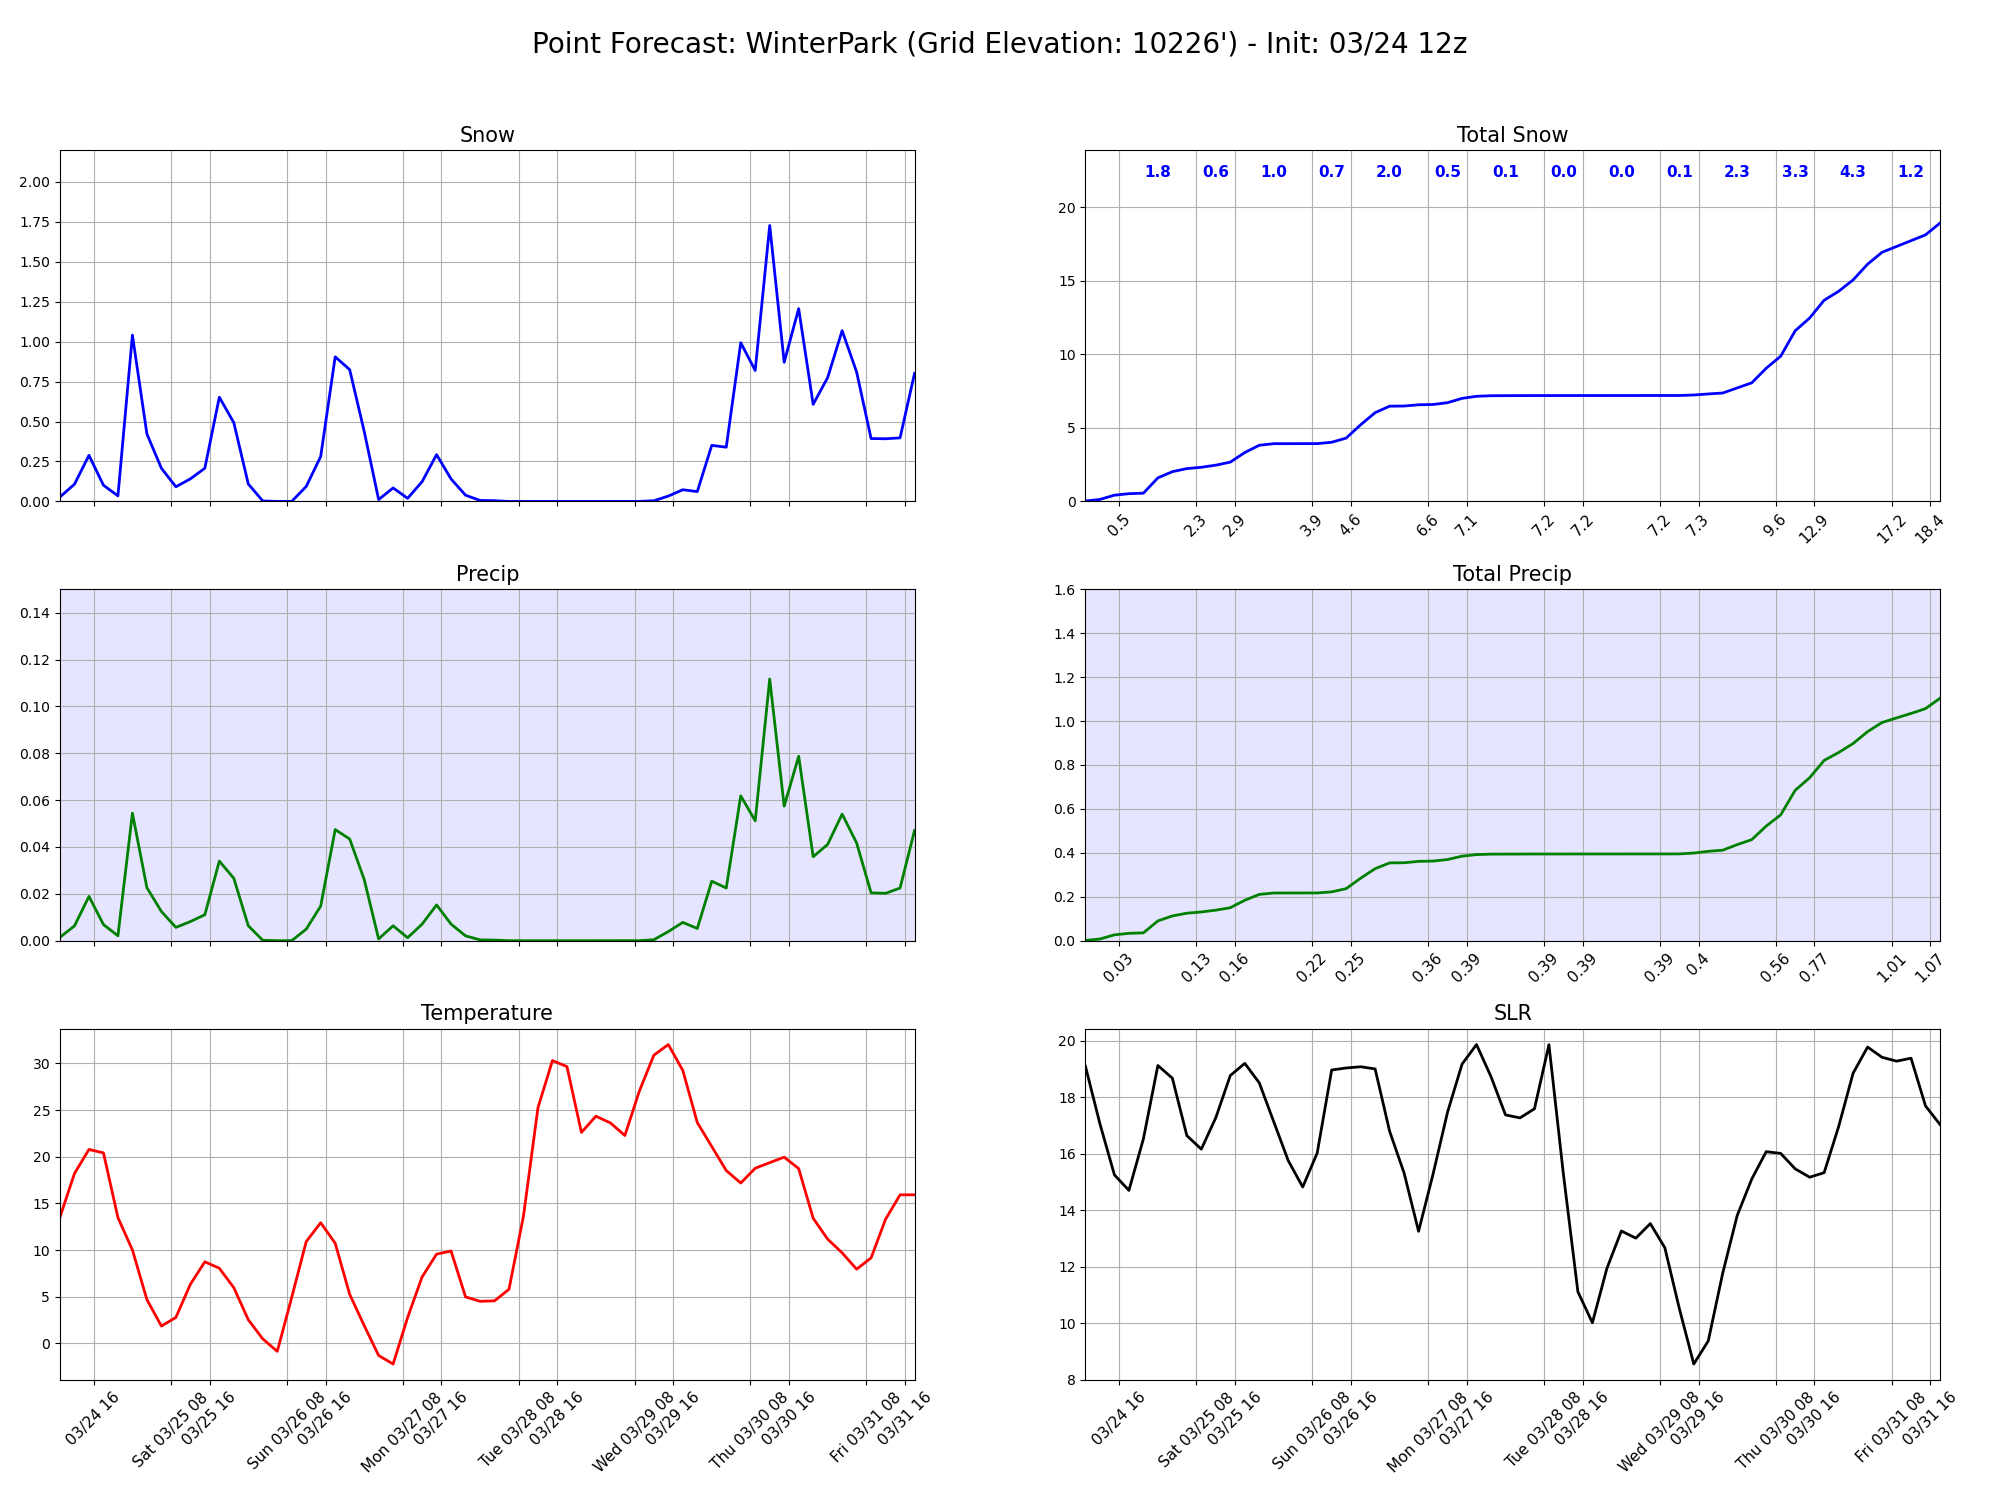 Point Forecast: WinterPark (Grid Elevation: 10226') - Init: 03/24 12z
Snow
2.00
1.75
1.50
1.25
1.00
0.75
0.50
0.25
0.00
Total Snow
1.8 0.6 1.0 0.7 2.0 0.5 0.1 0.0 0.0 0.1 2.3 3.3 4.3 1.2
20
15
10
5
0
0.5 2.3 2.9 3.9 4.6 6.6 7.1 7.2 7.2 7.2 7.3 9.6 12.9 17.2 18.4
Precip
0.14
0.12
0.10
0.08
0.06
0.04
0.02
0.00
Total Precip
1.6
1.4
1.2
1.0
0.8
0.6
0.4
0.2
0.0
0.03 0.13 0.16 0.22 0.25 0.36 0.39 0.39 0.39 0.39 0.4 0.56 0.77 1.01 1.07
Temperature
30
25
20
15
10
5
0
03/24 16
Sat 03/25 08
03/25 16
Sun 03/26 08
03/26 16
Mon 03/27 08
03/27 16
Tue 03/28 08
03/28 16
Wed 03/29 08
03/29 16
Thu 03/30 08
03/30 16
Fri 03/31 08
03/31 16
SLR
20
18
16
14
12
10
8
03/24 16
Sat 03/25 08
03/25 16
Sun 03/26 08
03/26 16
Mon 03/27 08
03/27 16
Tue 03/28 08
03/28 16
Wed 03/29 08
03/29 16
Thu 03/30 08
03/30 16
Fri 03/31 08
03/31 16